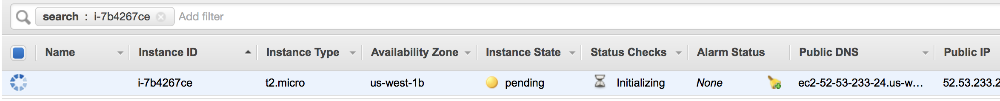 search : i-7b4267ce Add filter
Name Instance ID Instance Type Availability Zone Instance State Status Checks Alarm Status Public DNS Public IP
i-7b4267ce t2.micro us-west-1b pending Initializing None ec2-52-53-233-24.us-w... 52.53.233.2